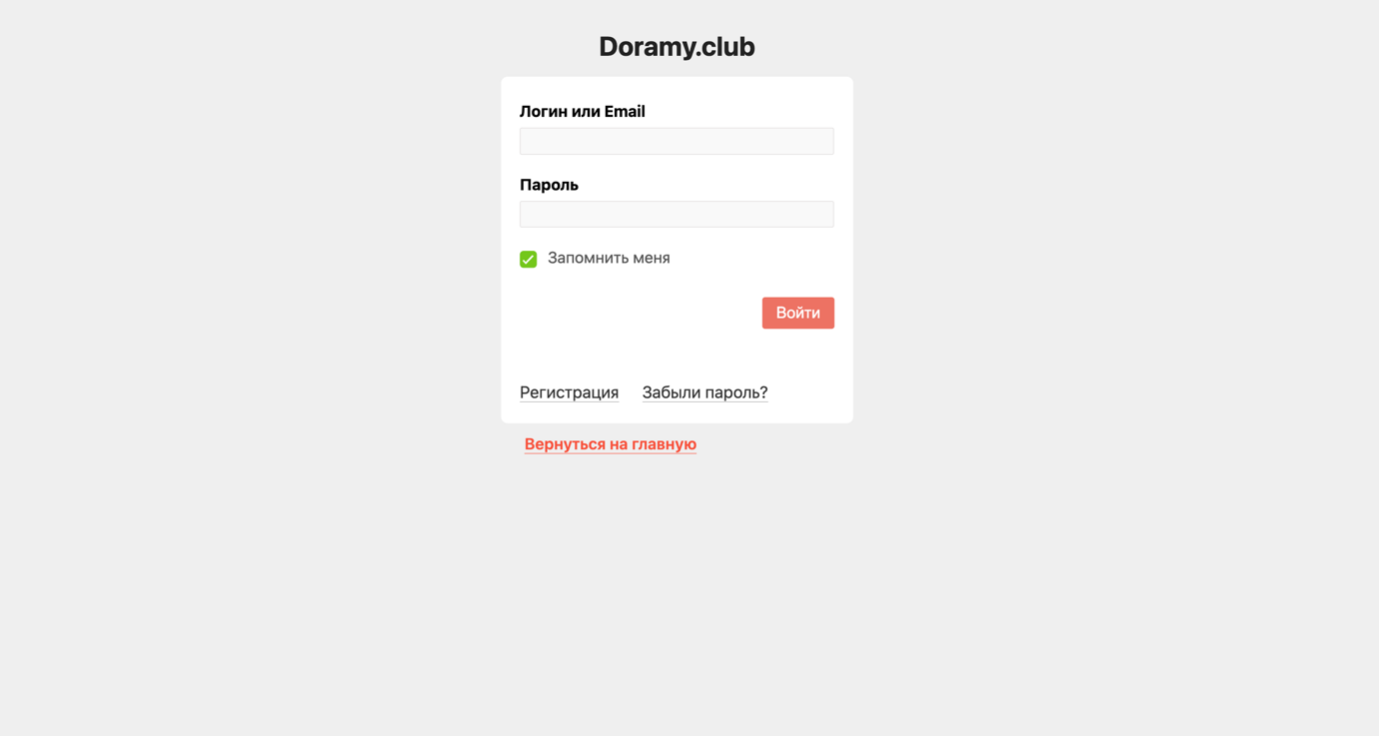 Doramy.club
Логин или Email
Пароль
Запомнить меня
Войти
Регистрация Забыли пароль?
Вернуться на главную